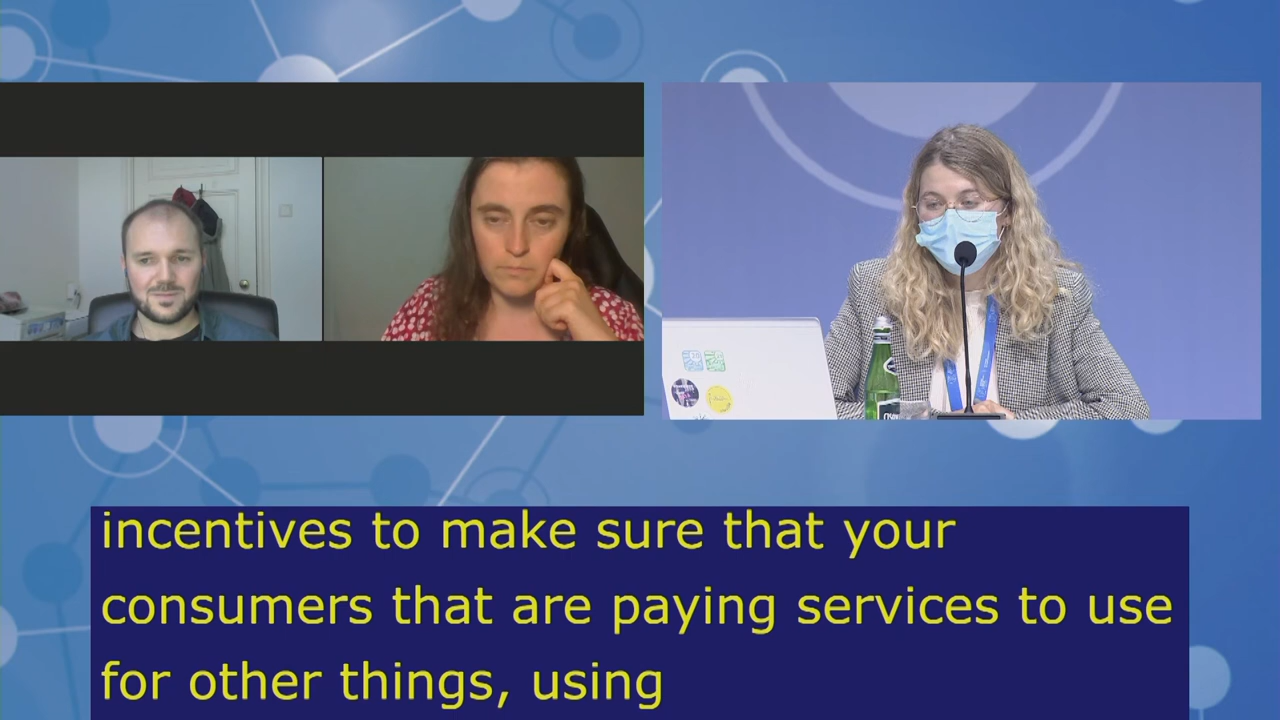 incentives to make sure that your
consumers that are paying services to use
for other things, using